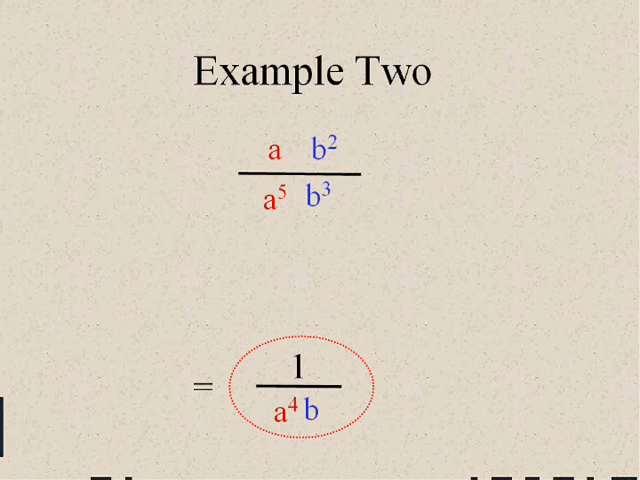 Example Two
a b²
a⁵ b³
= 1
a⁴ b